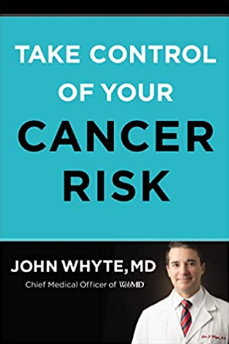 TAKE CONTROL
OF YOUR
CANCER
RISK
JOHN WHYTE, MD
Chief Medical Officer of WebMD